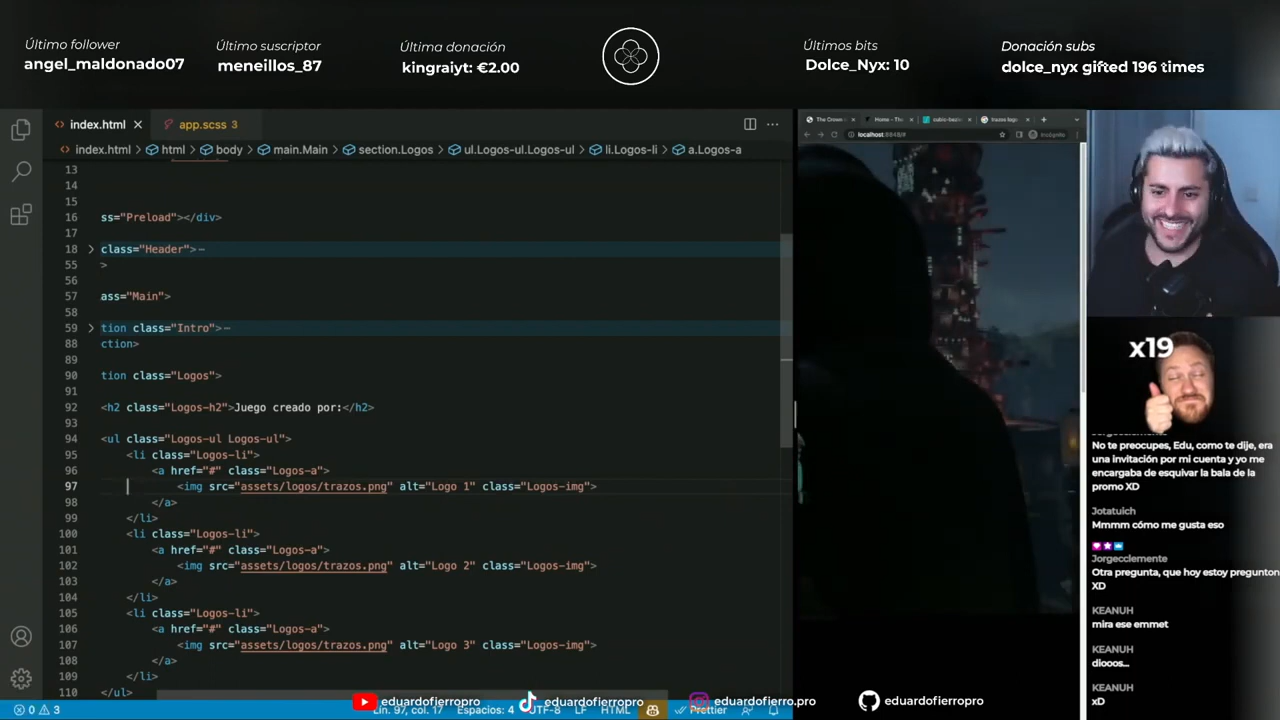 Último follower
angel_maldonado07
Último suscriptor
meneillos_87
Última donación
kingraiyt: €2.00
Últimos bits
Dolce_Nyx: 10
Donación subs
dolce_nyx gifted 196 times
index.html
app.scss 3
index.html > html > body > main.Main > section.Logos > ul.Logos-ul.Logos-ul > li.Logos-li > a.Logos-a
13
14
15
16 ss="Preload"></div>
17
18 class="Header">
55 >
56
57 ass="Main">
58
59 tion class="Intro">
88 ction>
89
90 tion class="Logos">
91
92 <h2 class="Logos-h2">Juego creado por:</h2>
93
94 <ul class="Logos-ul Logos-ul">
95 <li class="Logos-li">
96 <a href="#" class="Logos-a>
97 <img src="assets/logos/trazos.png" alt="Logo 1" class="Logos-img">
98 </a>
99 </li>
100 <li class="Logos-li>
101 <a href="#" class="Logos-a>
102 <img src="assets/logos/trazos.png" alt="Logo 2" class="Logos-img">
103 </a>
104 </li>
105 <li class="Logos-li>
106 <a href="#" class="Logos-a>
107 <img src="assets/logos/trazos.png" alt="Logo 3" class="Logos-img">
108 </a>
109 </li>
110 </ul>
0 3
Lín. 97, col. 17
Espacios: 4
UTF-8
LF
HTML
Prettier
The Crown
Home - The
trazos logo
localhost:8848/#
x19
Jorgecclemente
No te preocupes, Edu, como te dije, era
una invitación por mi cuenta y yo me
encargaba de esquivar la bala de la
promo XD
Jotatuich
Mmmm cómo me gusta eso
Jorgecclemente
Otra pregunta, que hoy estoy pregunton
XD
KEANUH
mira ese emmet
KEANUH
diooos...
KEANUH
xD
eduardofierropro
eduardofierropro
eduardofierro.pro
eduardofierropro